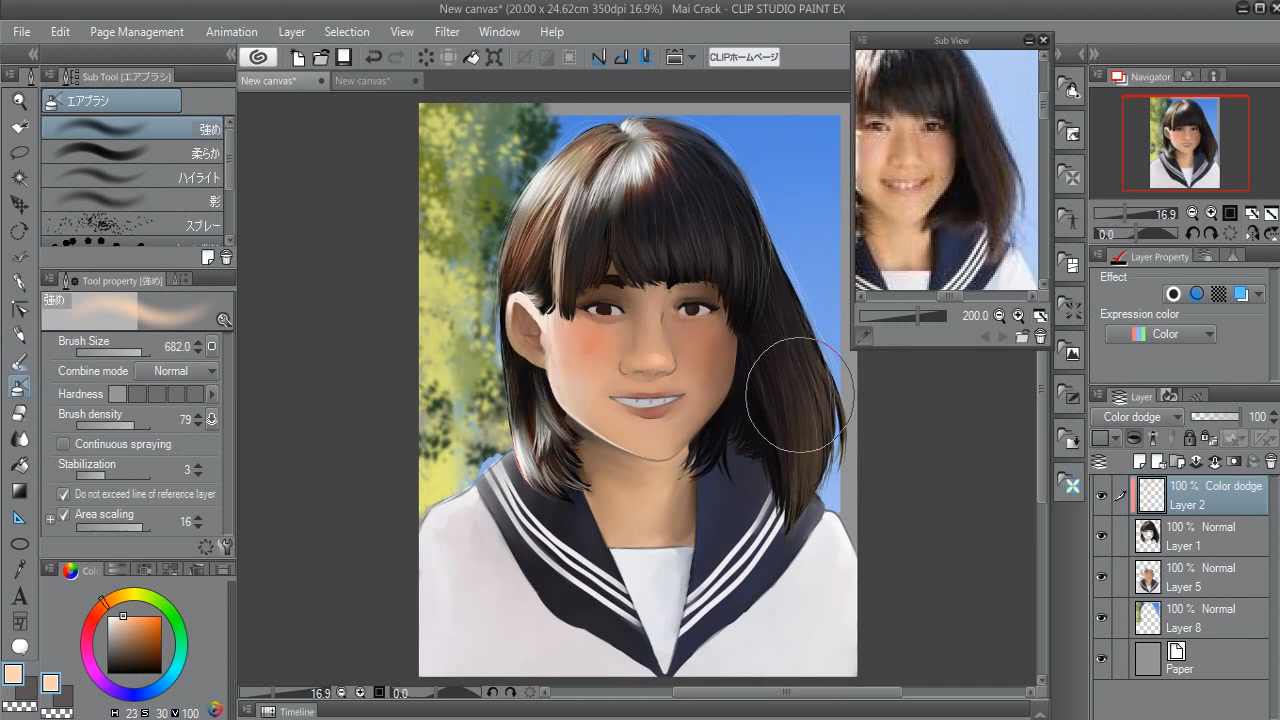 New canvas* (20.00 x 24.62cm 350dpi 16.9%) Mai Crack - CLIP STUDIO PAINT EX
File Edit Page Management Animation Layer Selection View Filter Window Help
CLIPホームページ
Sub View
Sub Tool [エアブラシ]
New canvas*
New canvas*
Navigator
エアブラシ
強め
柔らか
ハイライト
影
スプレー
16.9
0.0
Tool property [強め]
強め
Layer Property
Effect
Expression color
Color
200.0
Brush Size 682.0
Combine mode Normal
Hardness
Brush density 79
Continuous spraying
Stabilization 3
Do not exceed line of reference layer
Area scaling 16
Layer
Color dodge 100
100 % Color dodge
Layer 2
100 % Normal
Layer 1
100 % Normal
Layer 5
100 % Normal
Layer 8
Paper
H 23 S 30 V 100
16.9 0.0
Timeline